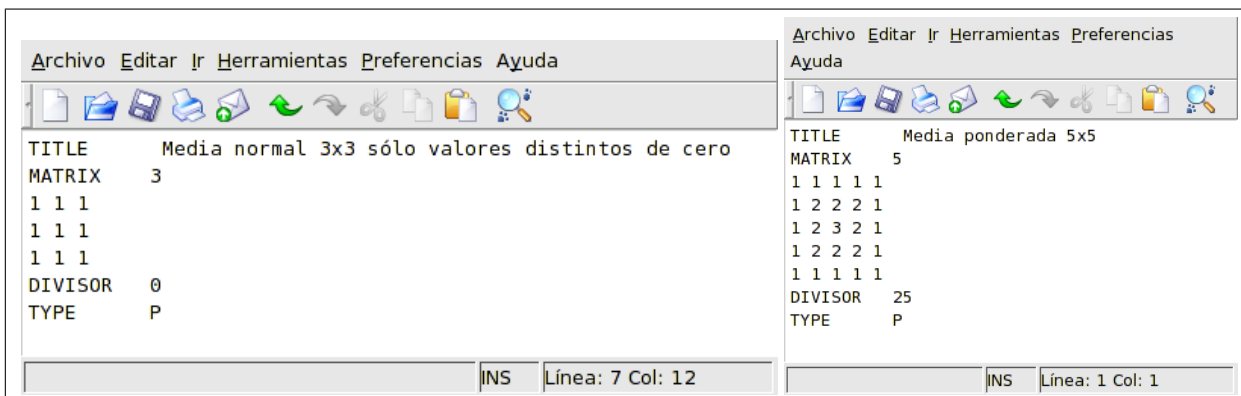 Archivo Editar Ir Herramientas Preferencias Ayuda
TITLE Media normal 3x3 sólo valores distintos de cero
MATRIX 3
1 1 1
1 1 1
1 1 1
DIVISOR 0
TYPE P
INS Línea: 7 Col: 12
Archivo Editar Ir Herramientas Preferencias
Ayuda
TITLE Media ponderada 5x5
MATRIX 5
1 1 1 1 1
1 2 2 2 1
1 2 3 2 1
1 2 2 2 1
1 1 1 1 1
DIVISOR 25
TYPE P
INS Línea: 1 Col: 1